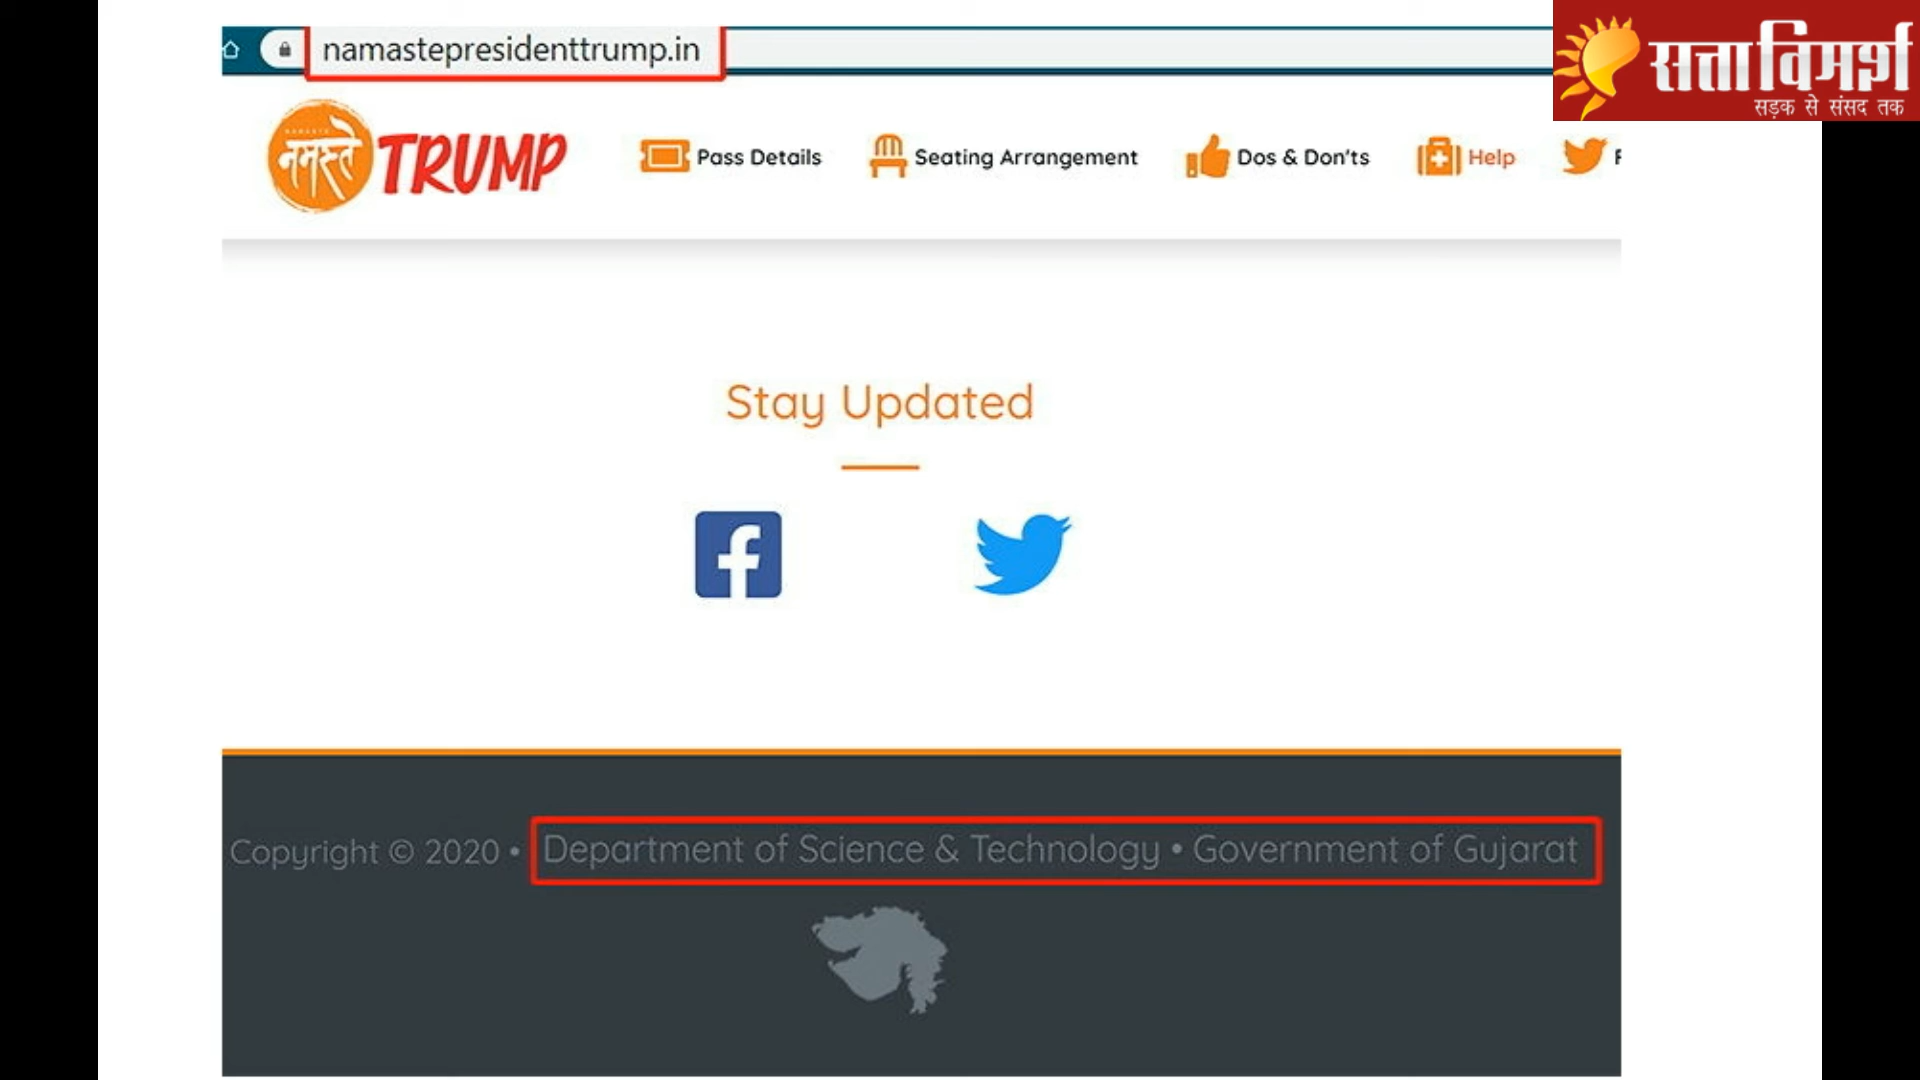 namastepresidenttrump.in
सत्ता विमर्श
सड़क से संसद तक
NAMASTE
नमस्ते TRUMP
Pass Details
Seating Arrangement
Dos & Don'ts
Help
F
Stay Updated
Copyright © 2020 • Department of Science & Technology • Government of Gujarat